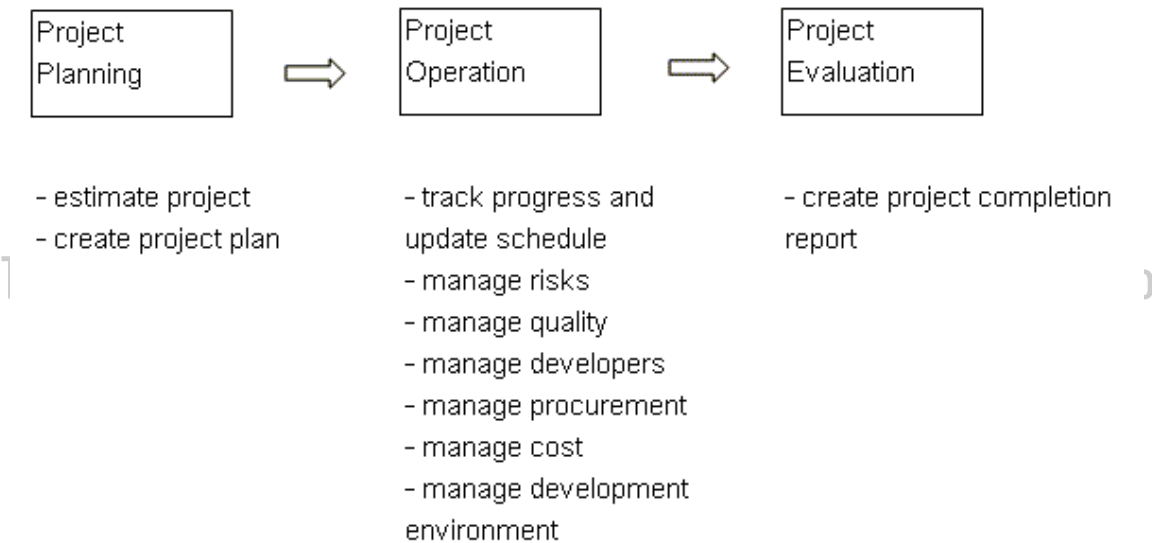 Project
Planning
Project
Operation
Project
Evaluation
- estimate project
- create project plan
- track progress and
update schedule
- manage risks
- manage quality
- manage developers
- manage procurement
- manage cost
- manage development
environment
- create project completion
report